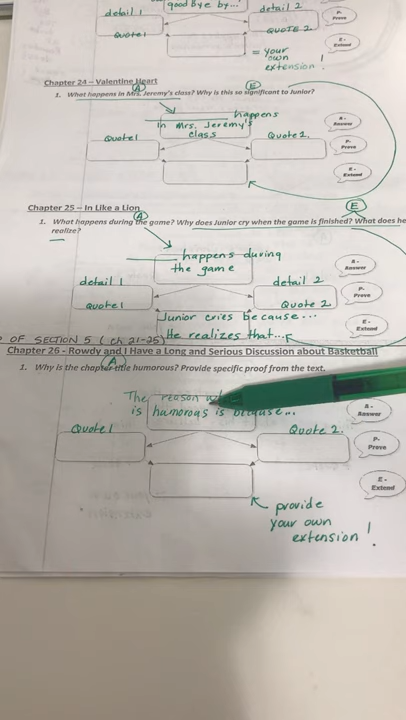 good bye by..."
detail 1
detail 2
P-
Prove
Quote 1
QUOTE 2
E-
Extend
= your
own
extension!
Chapter 24 – Valentine Heart
A
E
1. What happens in Mrs. Jeremy's class? Why is this so significant to Junior?
happens
In Mrs. Jeremy's
class
A-
Answer
Quote 1
Quote 2.
P-
Prove
E-
Extend
Chapter 25 – In Like a Lion
A
E
1. What happens during the game? Why does Junior cry when the game is finished? What does he
realize?
happens during
the game
A-
Answer
detail 1
detail 2
P-
Prove
Quote 1
Quote 2
Junior cries because...
He realizes that...
E-
Extend
OF SECTION 5 (ch 21-25)
Chapter 26 - Rowdy and I Have a Long and Serious Discussion about Basketball
A
1. Why is the chapter title humorous? Provide specific proof from the text.
The reason
is humorous is because...
A-
Answer
Quote 1
Quote 2.
P-
Prove
E-
Extend
provide
your own
extension!